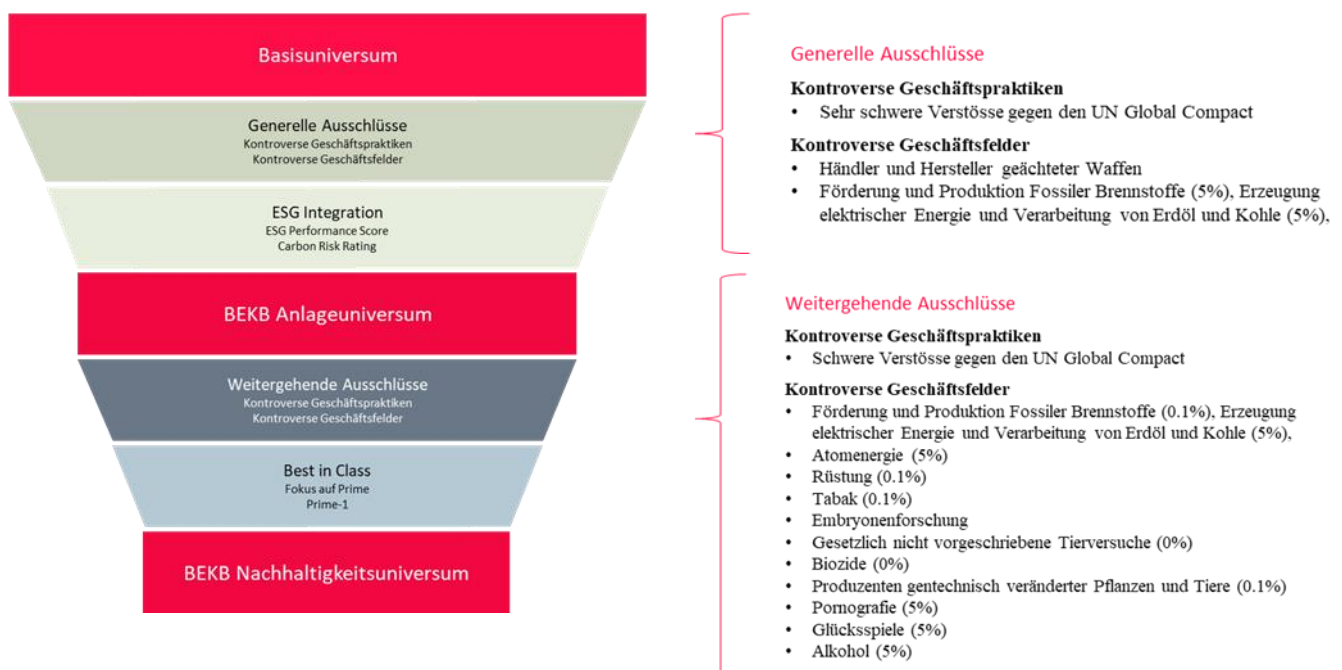 Basisuniversum
Generelle Ausschlüsse
Kontroverse Geschäftspraktiken
Kontroverse Geschäftsfelder
ESG Integration
ESG Performance Score
Carbon Risk Rating
BEKB Anlageuniversum
Weitergehende Ausschlüsse
Kontroverse Geschäftspraktiken
Kontroverse Geschäftsfelder
Best in Class
Fokus auf Prime
Prime-1
BEKB Nachhaltigkeitsuniversum
Generelle Ausschlüsse
Kontroverse Geschäftspraktiken
• Sehr schwere Verstösse gegen den UN Global Compact
Kontroverse Geschäftsfelder
• Händler und Hersteller geächteter Waffen
• Förderung und Produktion Fossiler Brennstoffe (5%), Erzeugung
elektrischer Energie und Verarbeitung von Erdöl und Kohle (5%),
Weitergehende Ausschlüsse
Kontroverse Geschäftspraktiken
• Schwere Verstösse gegen den UN Global Compact
Kontroverse Geschäftsfelder
• Förderung und Produktion Fossiler Brennstoffe (0.1%), Erzeugung
elektrischer Energie und Verarbeitung von Erdöl und Kohle (5%),
• Atomenergie (5%)
• Rüstung (0.1%)
• Tabak (0.1%)
• Embryonenforschung
• Gesetzlich nicht vorgeschriebene Tierversuche (0%)
• Biozide (0%)
• Produzenten gentechnisch veränderter Pflanzen und Tiere (0.1%)
• Pornografie (5%)
• Glücksspiele (5%)
• Alkohol (5%)